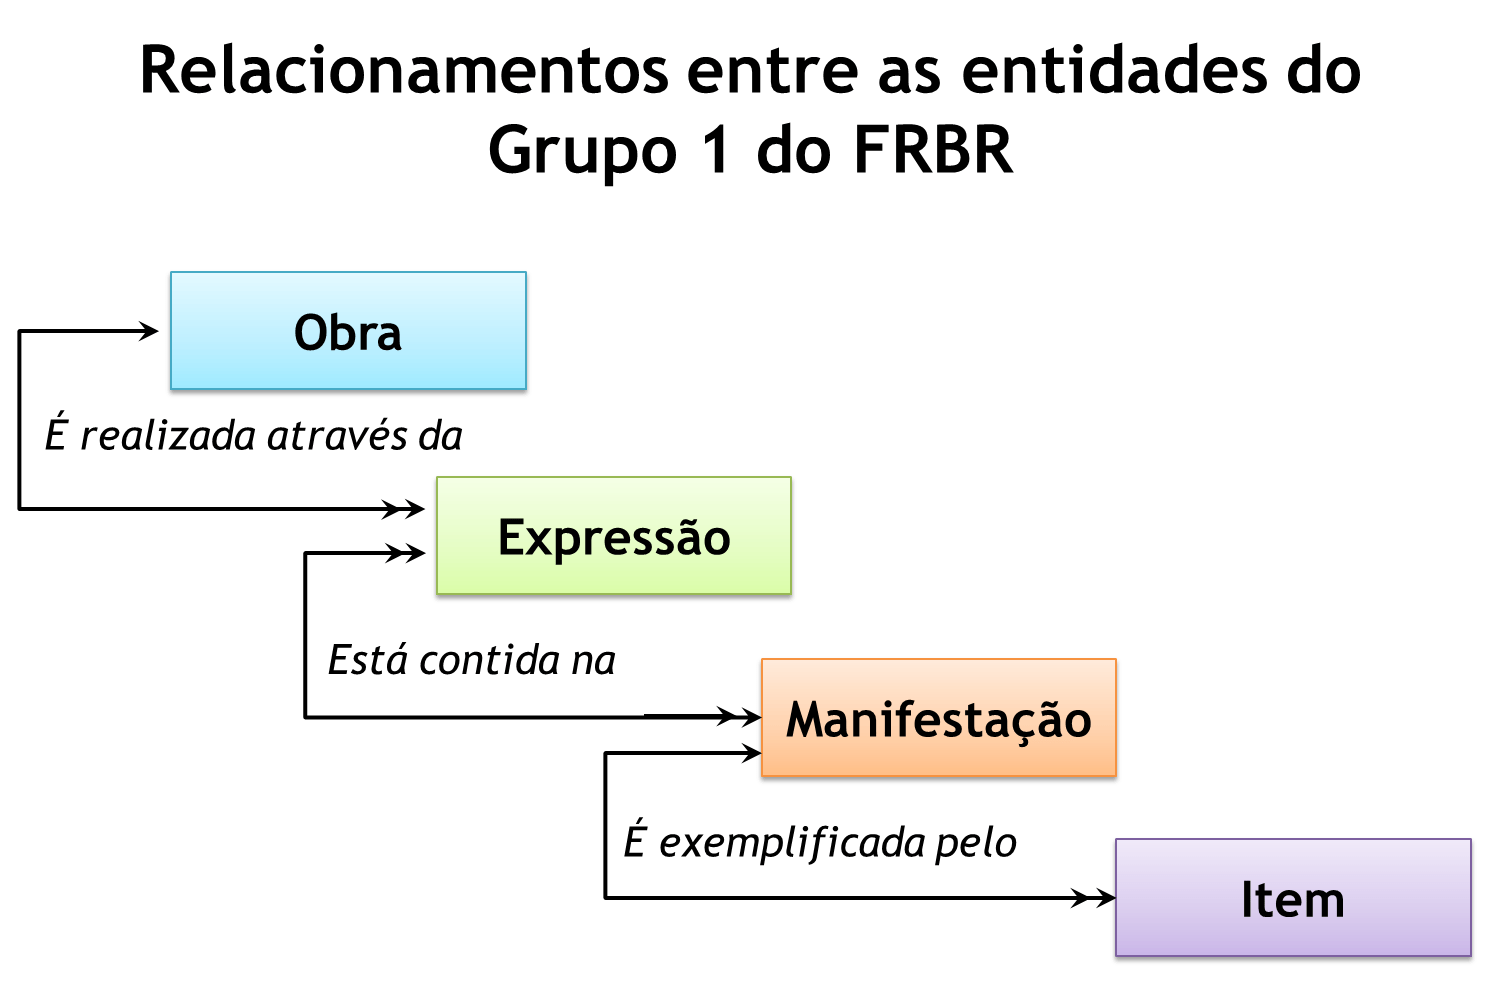 Relacionamentos entre as entidades do
Grupo 1 do FRBR
Obra
É realizada através da
Expressão
Está contida na
Manifestação
É exemplificada pelo
Item